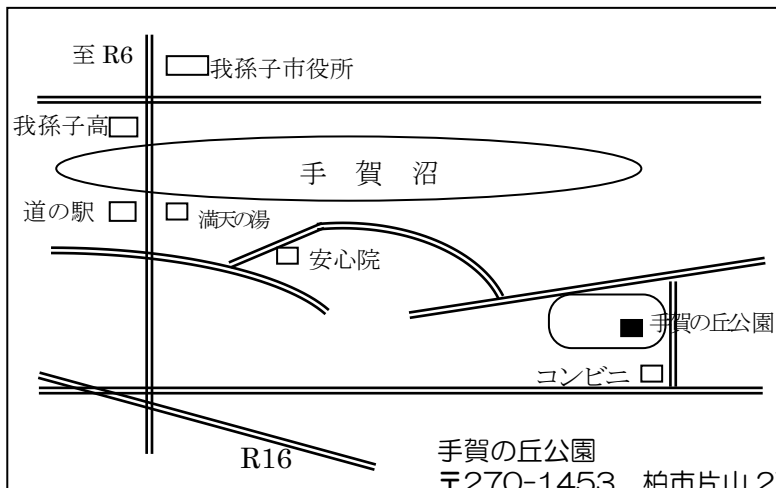 至 R6
我孫子市役所
我孫子高
手 賀 沼
道の駅
満天の湯
安心院
手賀の丘公園
コンビニ
R16
手賀の丘公園
〒270-1453 柏市片山 2